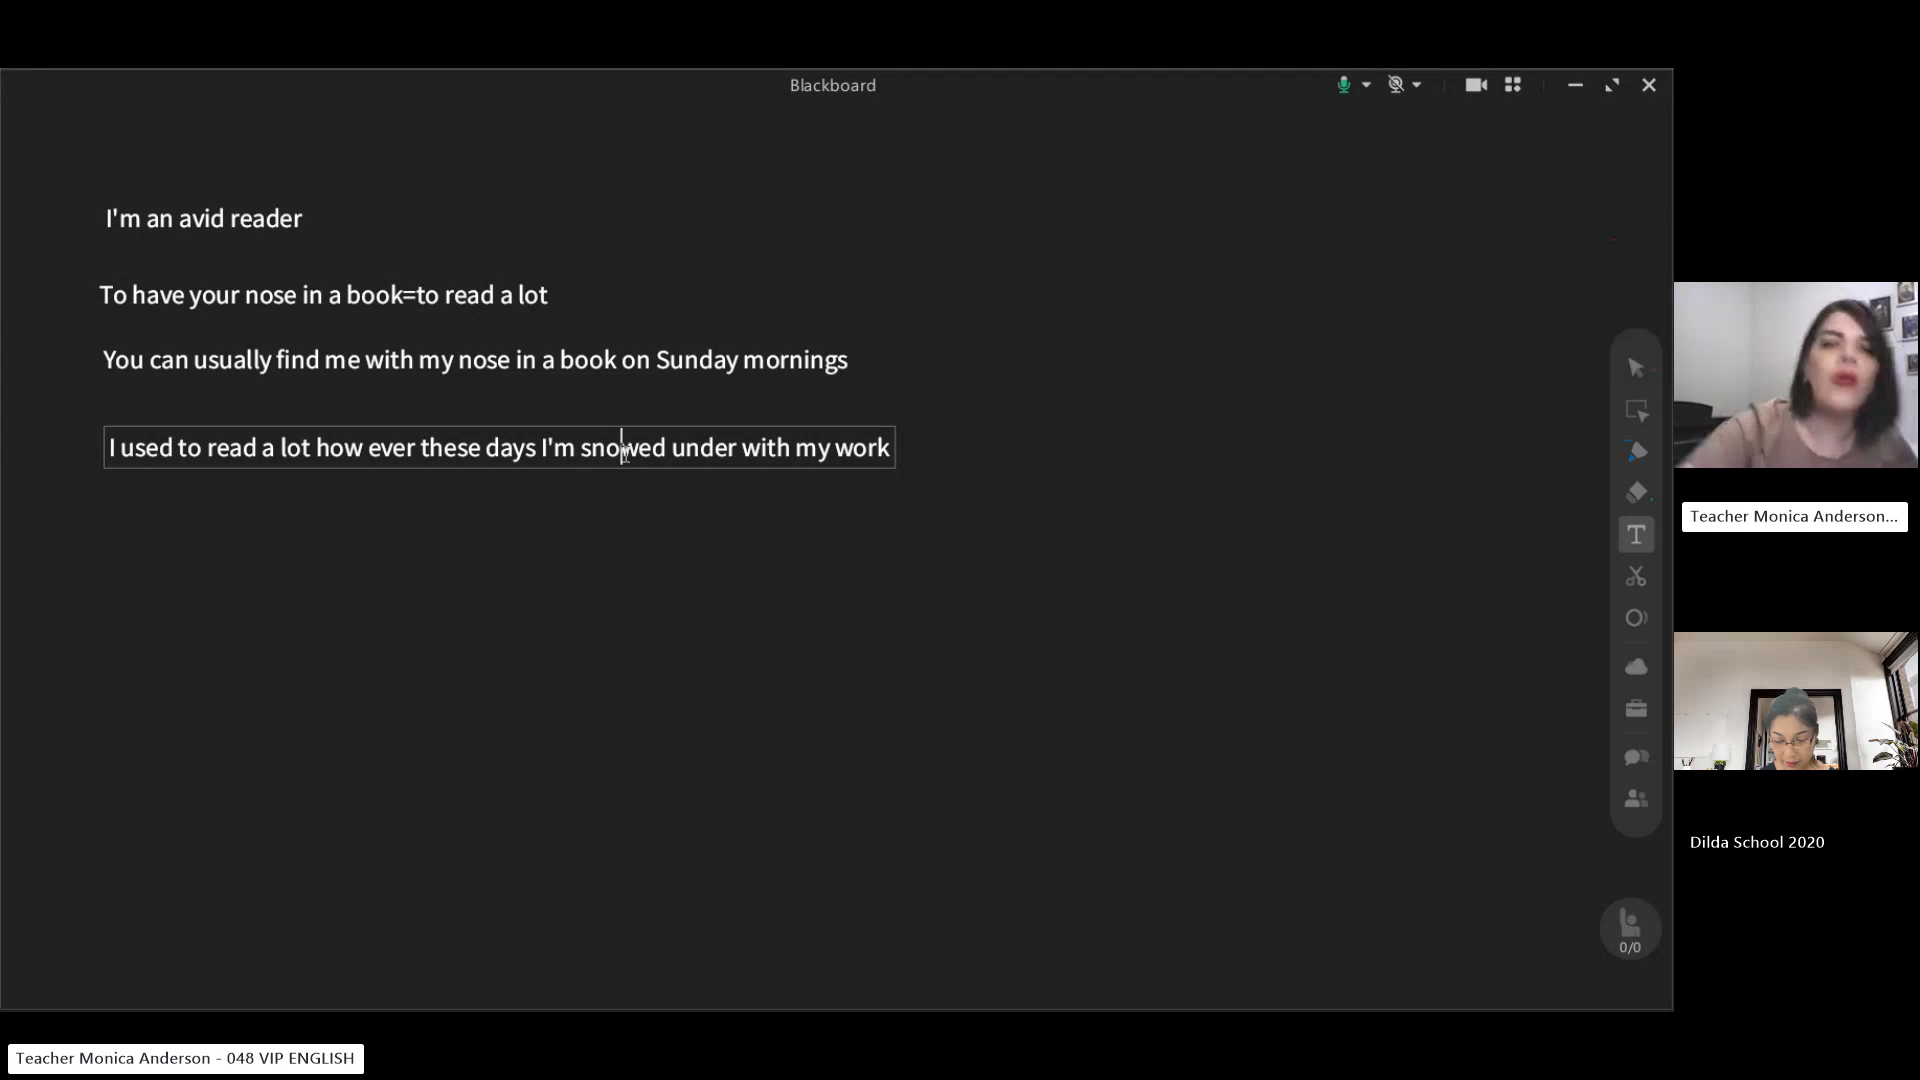 Blackboard
I'm an avid reader
To have your nose in a book=to read a lot
You can usually find me with my nose in a book on Sunday mornings
I used to read a lot how ever these days I'm snowed under with my work
Teacher Monica Anderson...
Dilda School 2020
0/0
Teacher Monica Anderson - 048 VIP ENGLISH